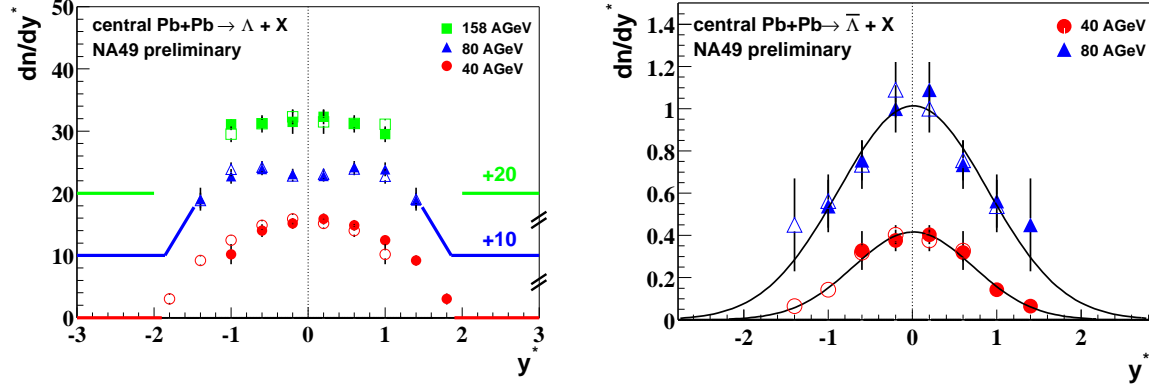 central Pb+Pb→ Λ + X
NA49 preliminary
158 AGeV
80 AGeV
40 AGeV
dn/dy*
50
40
30
20
10
0
+20
+10
-3 -2 -1 0 1 2 3
y*
central Pb+Pb→ Λ̅ + X
NA49 preliminary
40 AGeV
80 AGeV
dn/dy*
1.4
1.2
1
0.8
0.6
0.4
0.2
0
-2 -1 0 1 2
y*